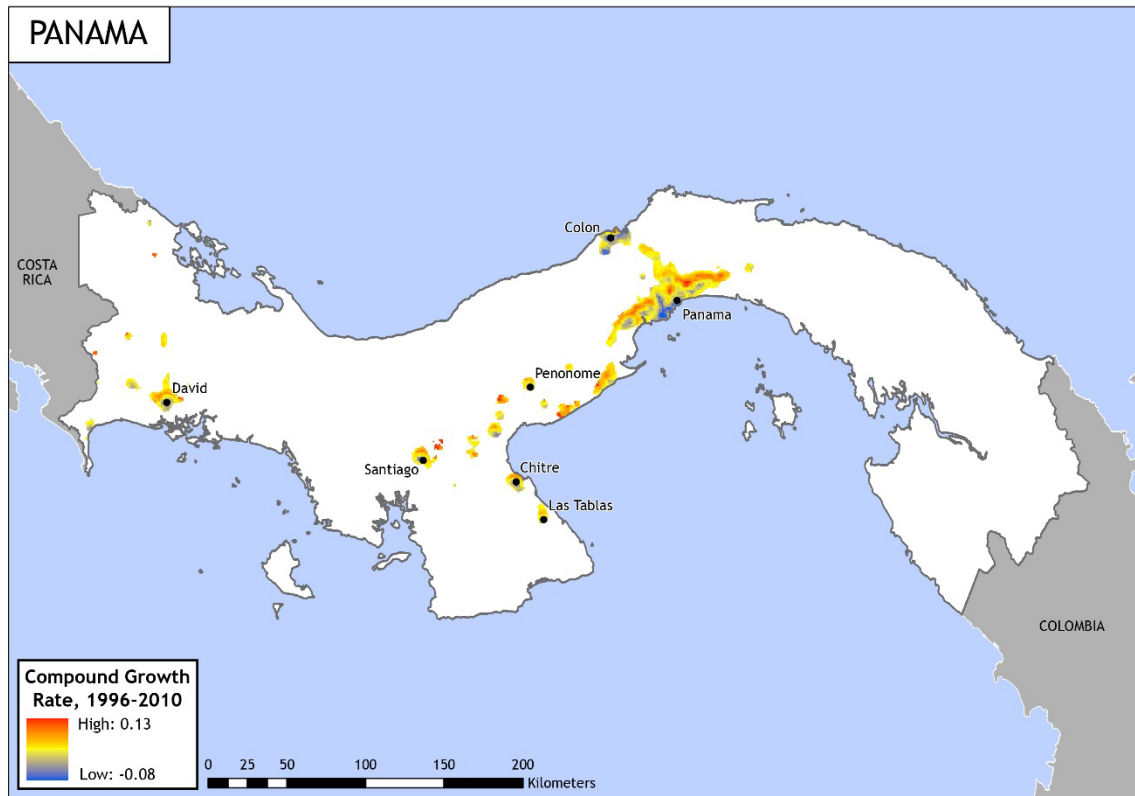 PANAMA
COSTA
RICA
Colon
Panama
David
Penonome
Santiago
Chitre
Las Tablas
COLOMBIA
Compound Growth
Rate, 1996-2010
High: 0.13
Low: -0.08
0 25 50 100 150 200
Kilometers